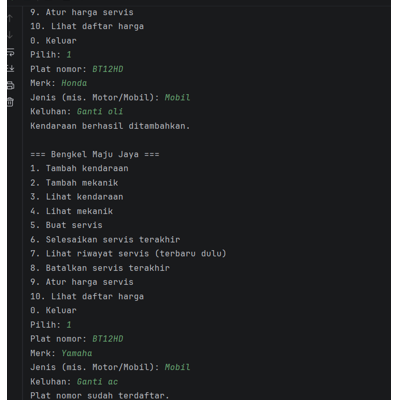 9. Atur harga servis
10. Lihat daftar harga
0. Keluar
Pilih: 1
Plat nomor: BT12HD
Merk: Honda
Jenis (mis. Motor/Mobil): Mobil
Keluhan: Ganti oli
Kendaraan berhasil ditambahkan.
=== Bengkel Maju Jaya ===
1. Tambah kendaraan
2. Tambah mekanik
3. Lihat kendaraan
4. Lihat mekanik
5. Buat servis
6. Selesaikan servis terakhir
7. Lihat riwayat servis (terbaru dulu)
8. Batalkan servis terakhir
9. Atur harga servis
10. Lihat daftar harga
0. Keluar
Pilih: 1
Plat nomor: BT12HD
Merk: Yamaha
Jenis (mis. Motor/Mobil): Mobil
Keluhan: Ganti ac
Plat nomor sudah terdaftar.